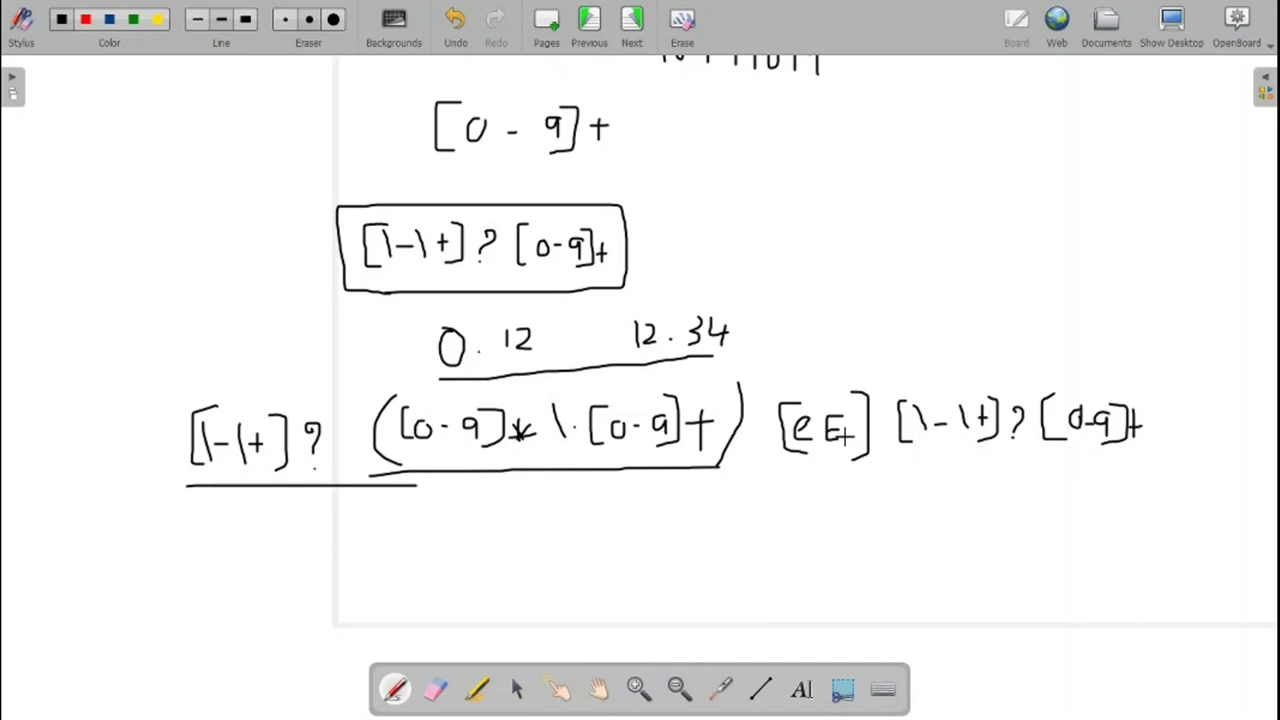 Stylus Color Line Eraser Backgrounds Undo Redo Pages Previous Next Erase Board Web Documents Show Desktop OpenBoard
[0 - 9]+
[\-\+]? [0-9]+
0.12 12.34
[\-\+]? ([0-9]* \.[0-9]+) [eE] [\-\+]? [0-9]+
AI